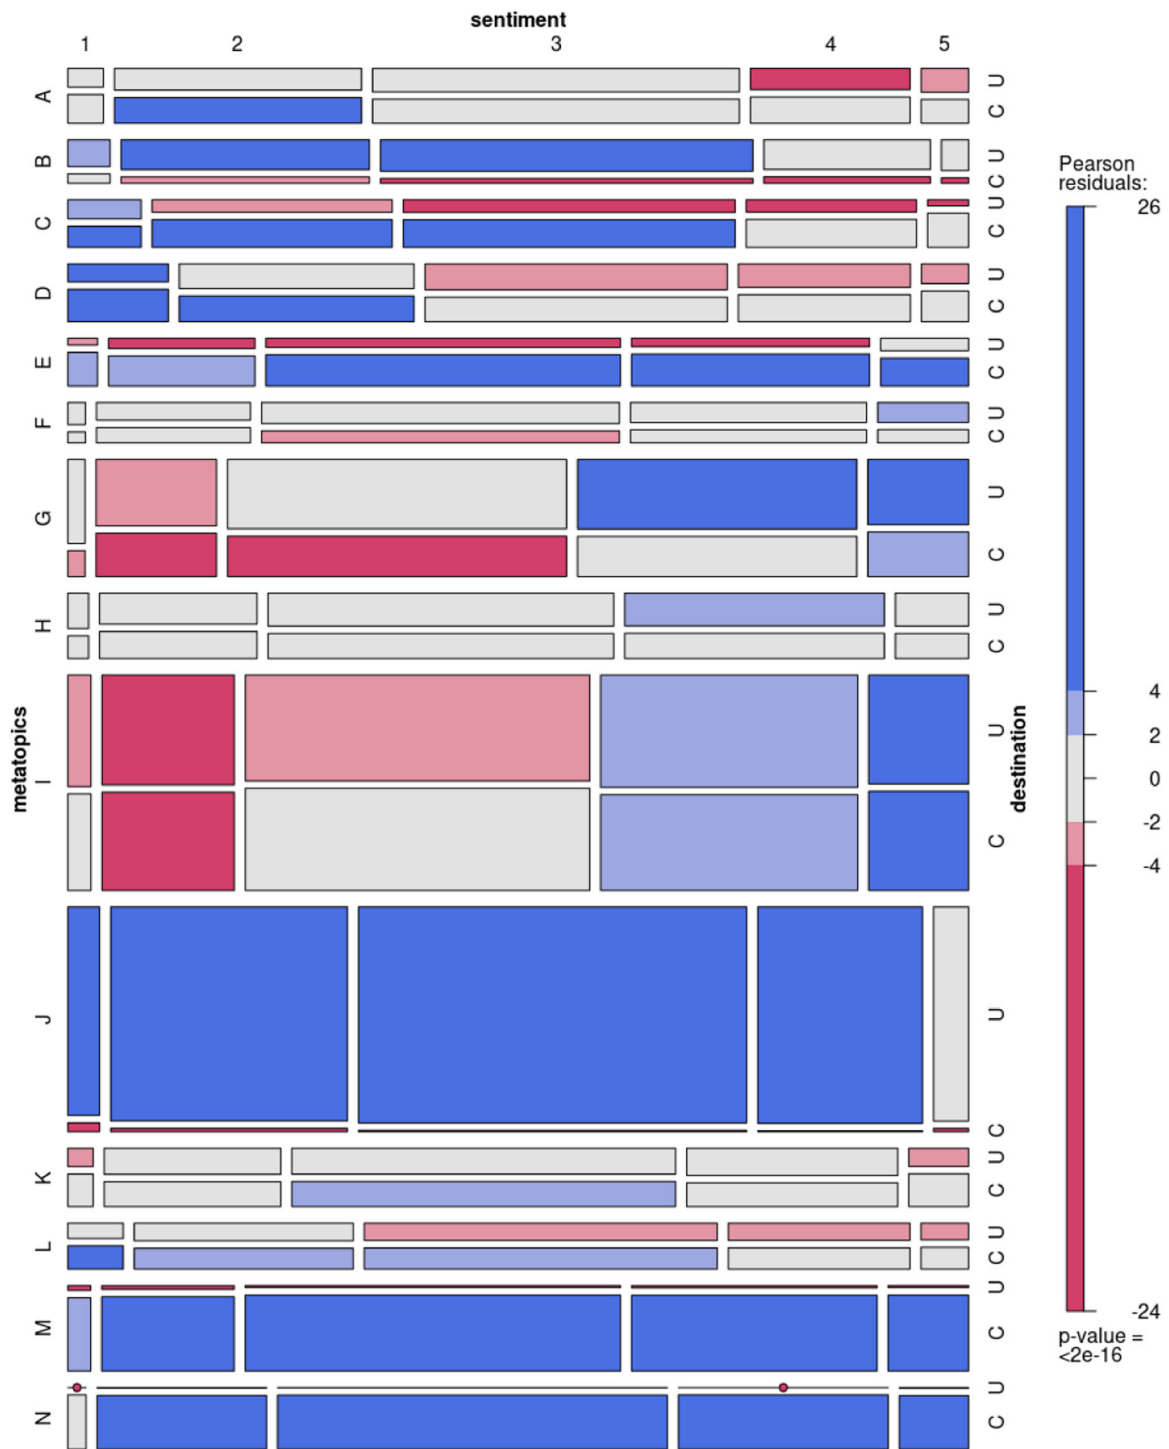 sentiment
1 2 3 4 5
A U
C
B U
C
C U
C
D U
C
E U
C
F U
C
G U
C
H U
C
I U
C
J U
C
K U
C
L U
C
M U
C
N U
C
metatopics
destination
Pearson
residuals:
26
4
2
0
-2
-4
-24
p-value =
<2e-16